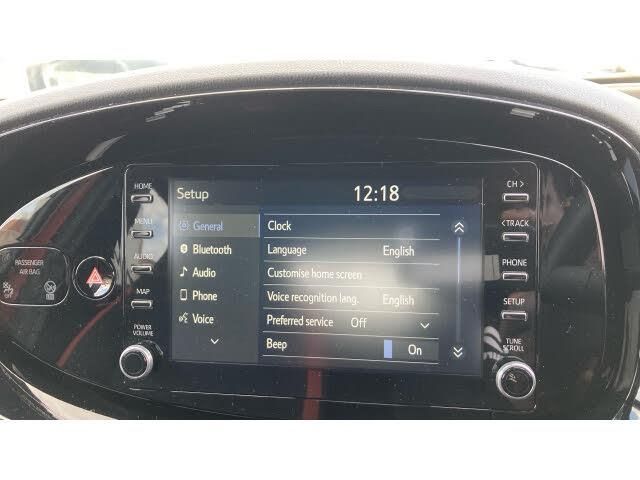 Setup
12:18
General
Bluetooth
Audio
Phone
Voice
Clock
Language English
Customise home screen
Voice recognition lang. English
Preferred service Off
Beep On
HOME
MENU
AUDIO
MAP
POWER
VOLUME
CH >
< TRACK
PHONE
SETUP
TUNE
SCROLL
PASSENGER
AIR BAG
OFF